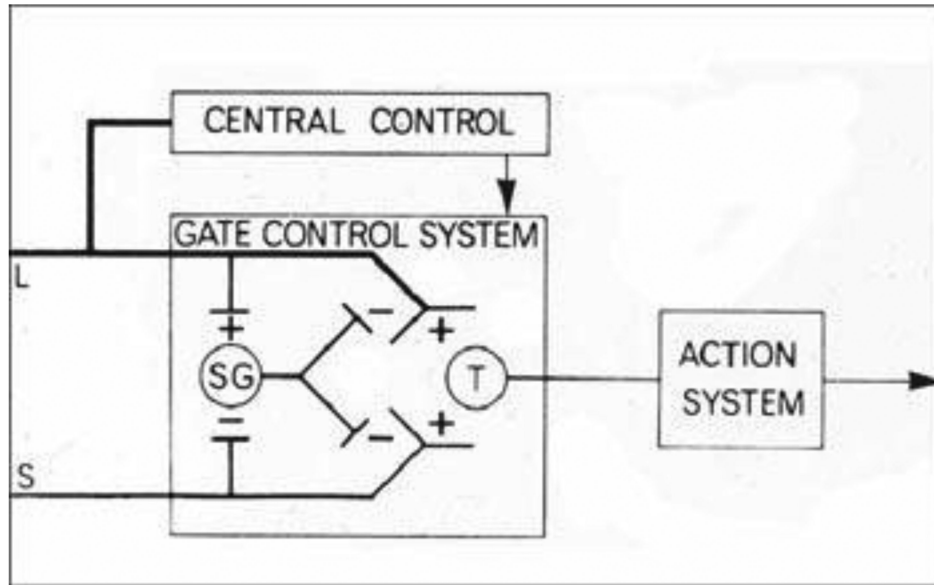 CENTRAL CONTROL
GATE CONTROL SYSTEM
L
+
-
+
SG
T
ACTION
SYSTEM
-
-
+
S